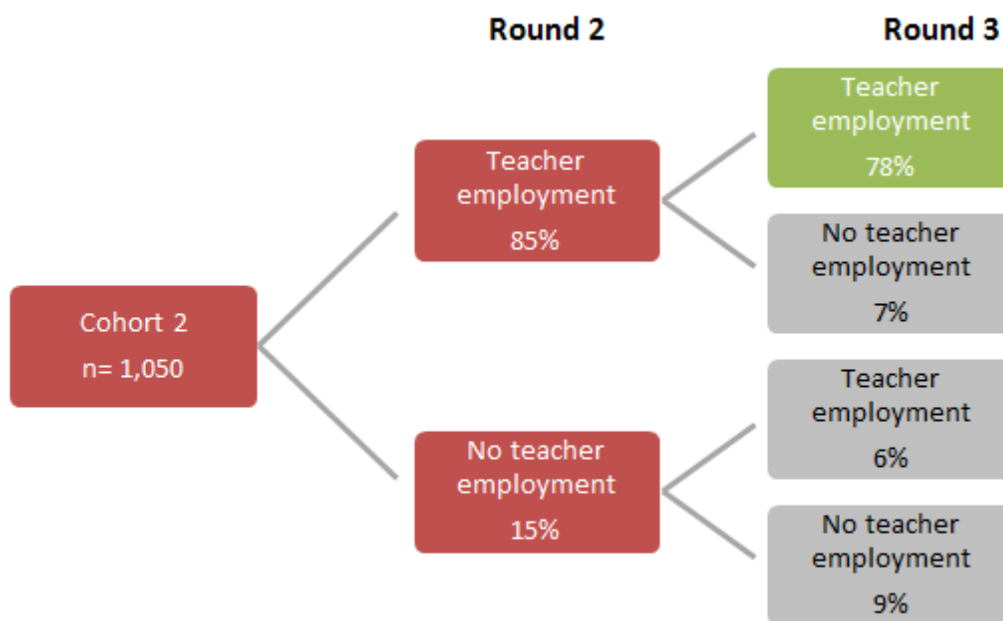 Round 2
Round 3
Cohort 2
n= 1,050
Teacher
employment
85%
No teacher
employment
15%
Teacher
employment
78%
No teacher
employment
7%
Teacher
employment
6%
No teacher
employment
9%